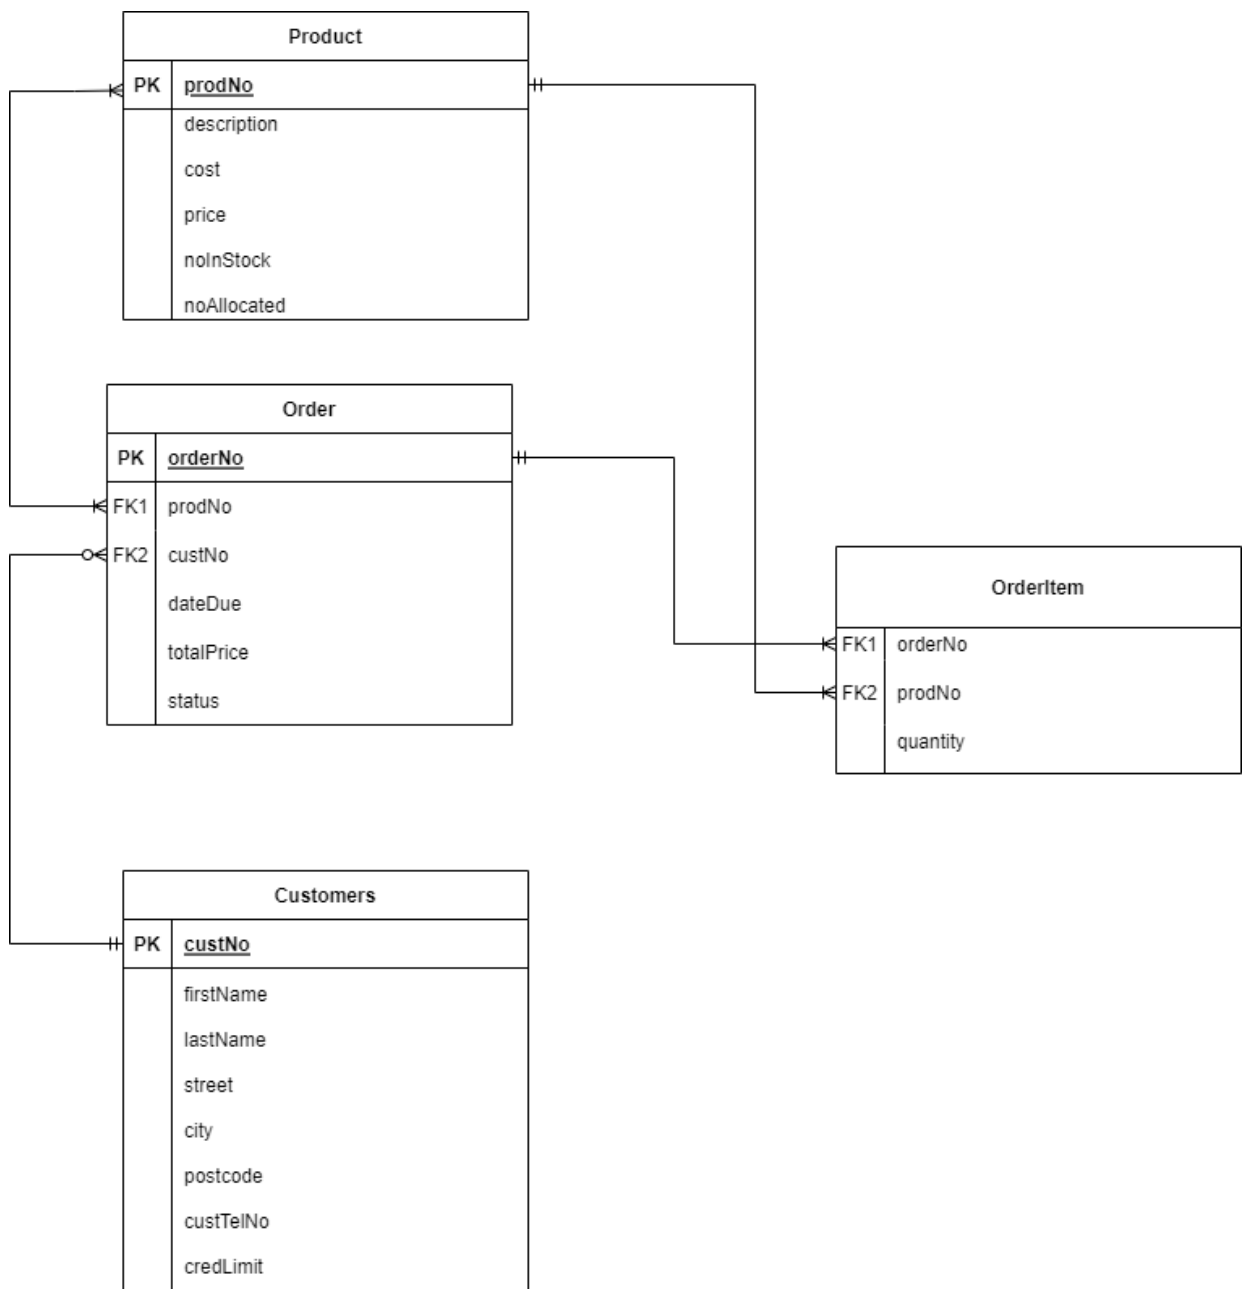 Product
PK prodNo
description
cost
price
noInStock
noAllocated
Order
PK orderNo
FK1 prodNo
FK2 custNo
dateDue
totalPrice
status
OrderItem
FK1 orderNo
FK2 prodNo
quantity
Customers
PK custNo
firstName
lastName
street
city
postcode
custTelNo
credLimit